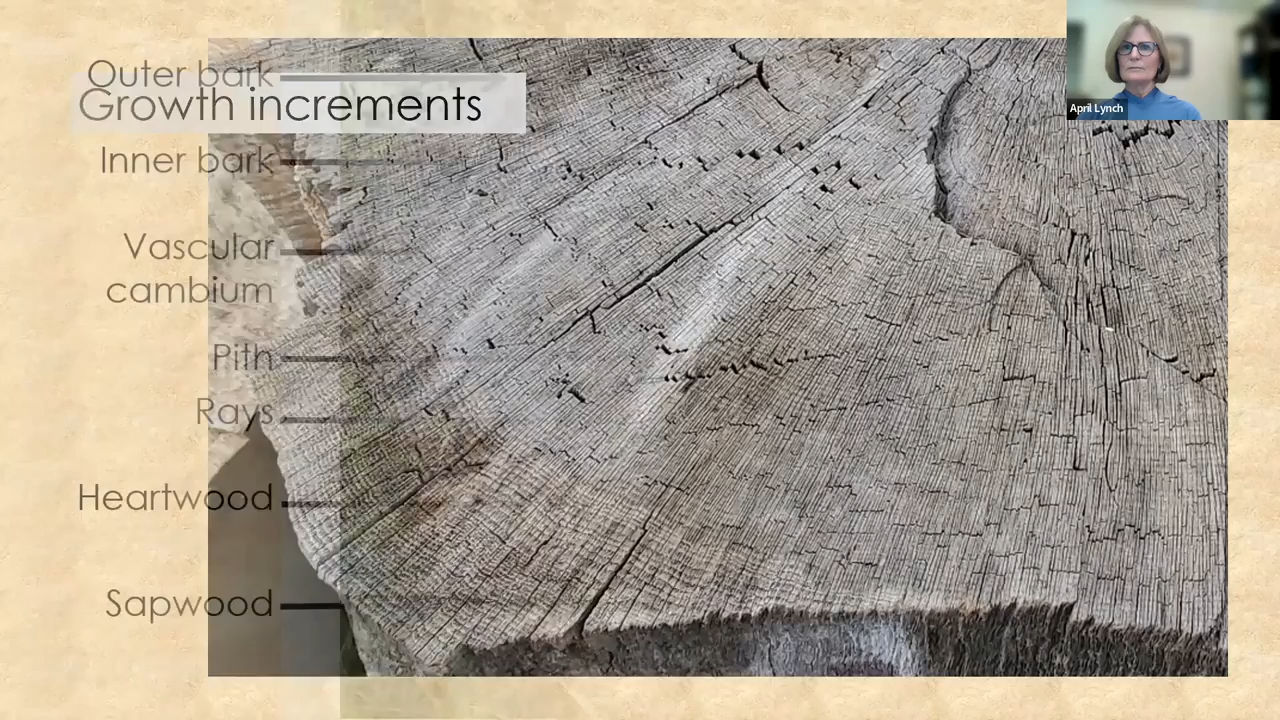 Outer bark
Growth increments
Inner bark
Vascular
cambium
Pith
Rays
Heartwood
Sapwood
April Lynch